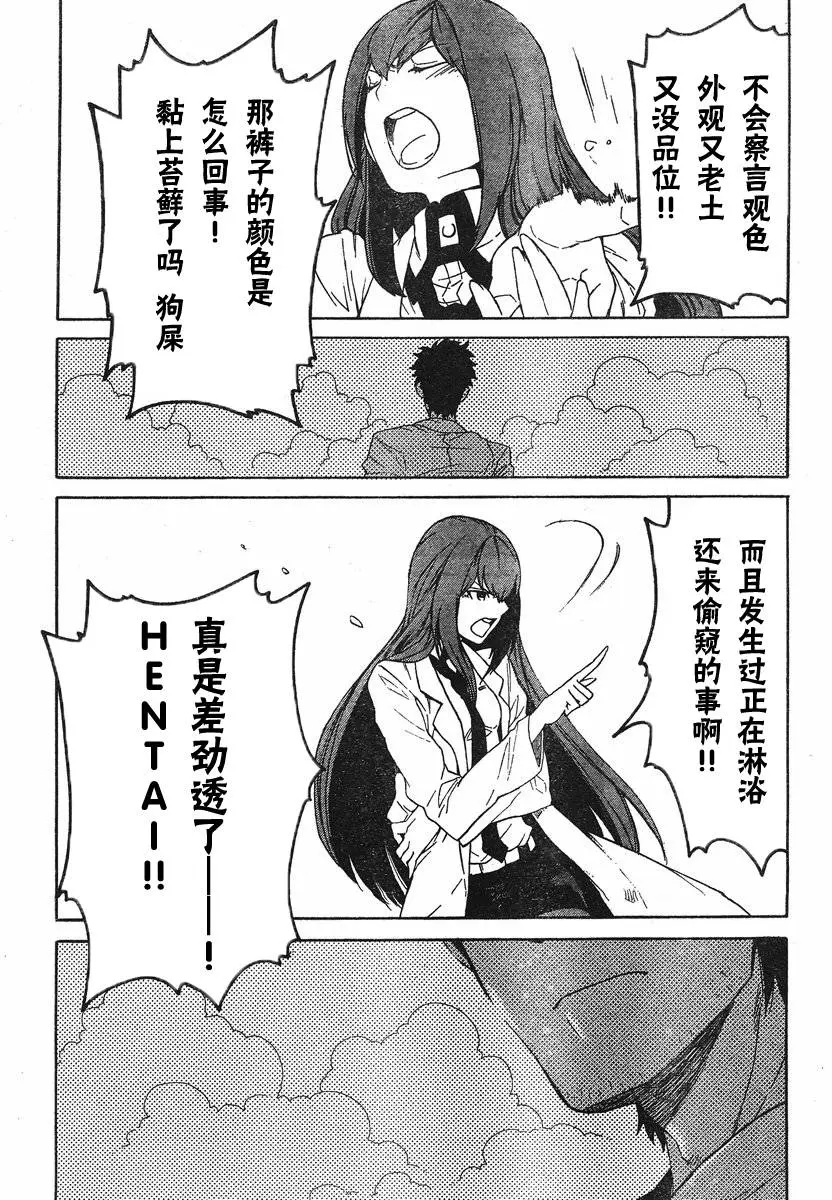 不会察言观色
外观又老土
又没品位!!
那裤子的颜色是
怎么回事!
黏上苔藓了吗 狗屎
而且发生过正在淋浴
还来偷窥的事啊!!
真是差劲透了——!
HENTAI!!